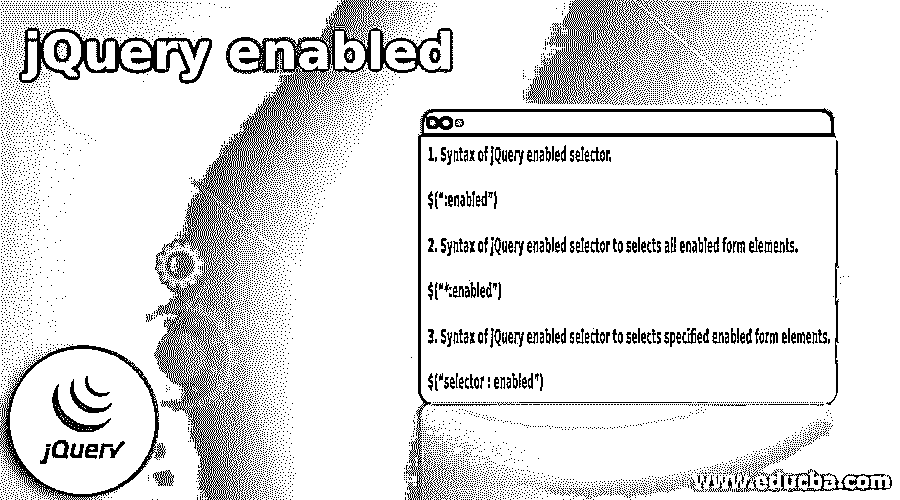 jQuery enabled
1. Syntax of jQuery enabled selector.
$(“:enabled”)
2. Syntax of jQuery enabled selector to selects all enabled form elements.
$(“*:enabled”)
3. Syntax of jQuery enabled selector to selects specified enabled form elements.
$(“selector : enabled”)
jQuery
www.educba.com